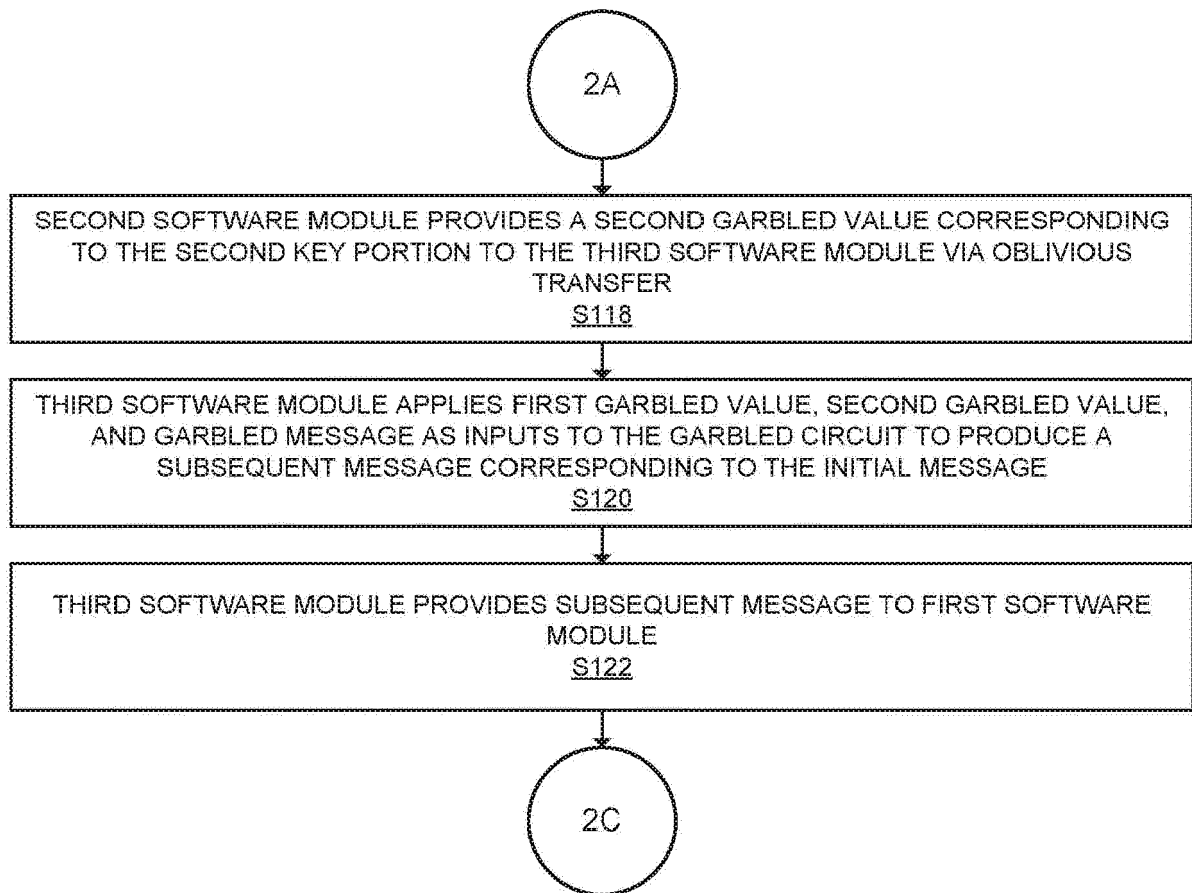 2A
SECOND SOFTWARE MODULE PROVIDES A SECOND GARBLED VALUE CORRESPONDING
TO THE SECOND KEY PORTION TO THE THIRD SOFTWARE MODULE VIA OBLIVIOUS
TRANSFER
S118
THIRD SOFTWARE MODULE APPLIES FIRST GARBLED VALUE, SECOND GARBLED VALUE,
AND GARBLED MESSAGE AS INPUTS TO THE GARBLED CIRCUIT TO PRODUCE A
SUBSEQUENT MESSAGE CORRESPONDING TO THE INITIAL MESSAGE
S120
THIRD SOFTWARE MODULE PROVIDES SUBSEQUENT MESSAGE TO FIRST SOFTWARE
MODULE
S122
2C